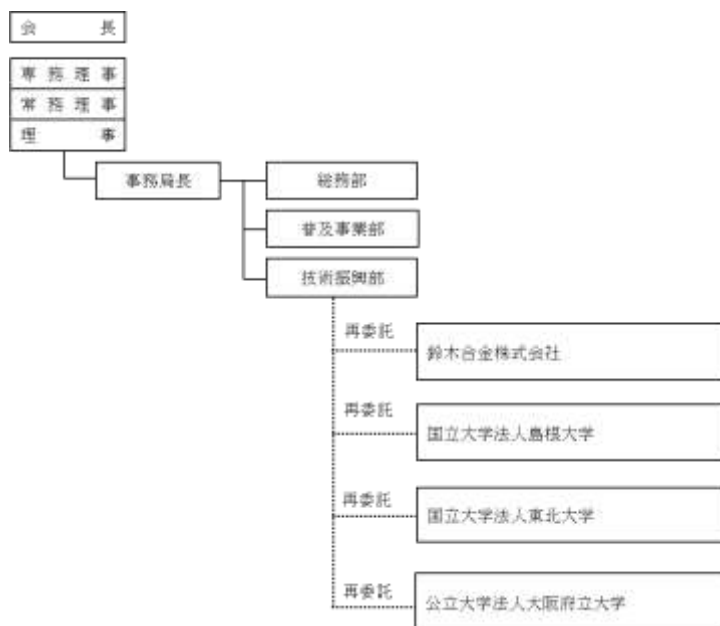 会長
専務理事
常務理事
理事
事務局長
総務部
普及事業部
技術振興部
再委託
鈴木合金株式会社
再委託
国立大学法人島根大学
再委託
国立大学法人東北大学
再委託
公立大学法人大阪府立大学